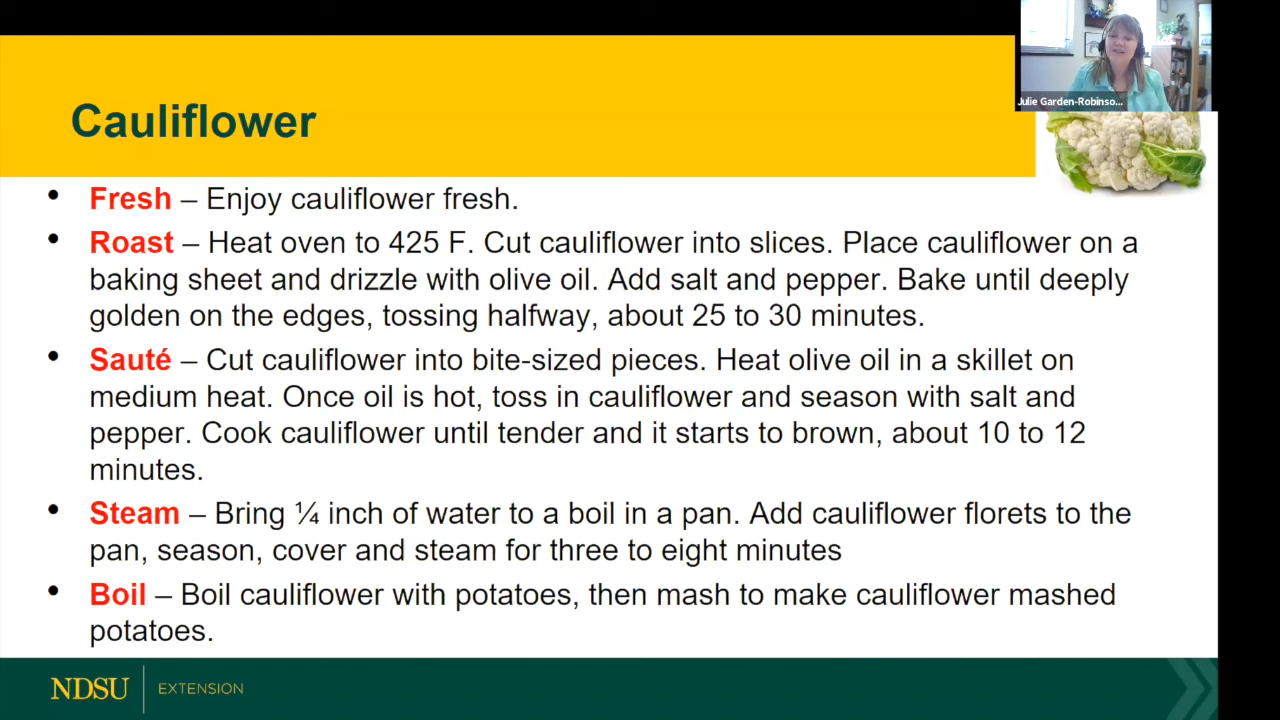 Julie Garden-Robinso...
Cauliflower
• Fresh – Enjoy cauliflower fresh.
• Roast – Heat oven to 425 F. Cut cauliflower into slices. Place cauliflower on a
baking sheet and drizzle with olive oil. Add salt and pepper. Bake until deeply
golden on the edges, tossing halfway, about 25 to 30 minutes.
• Sauté – Cut cauliflower into bite-sized pieces. Heat olive oil in a skillet on
medium heat. Once oil is hot, toss in cauliflower and season with salt and
pepper. Cook cauliflower until tender and it starts to brown, about 10 to 12
minutes.
• Steam – Bring ¼ inch of water to a boil in a pan. Add cauliflower florets to the
pan, season, cover and steam for three to eight minutes
• Boil – Boil cauliflower with potatoes, then mash to make cauliflower mashed
potatoes.
NDSU EXTENSION